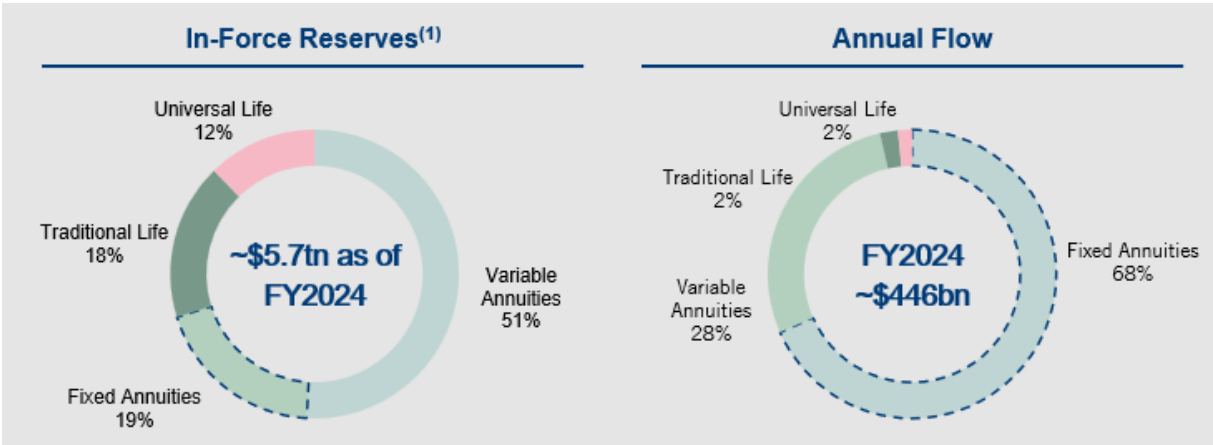 In-Force Reserves(1)
Universal Life
12%
Traditional Life
18%
~$5.7tn as of
FY2024
Variable
Annuities
51%
Fixed Annuities
19%
Annual Flow
Universal Life
2%
Traditional Life
2%
Fixed Annuities
68%
FY2024
~$446bn
Variable
Annuities
28%